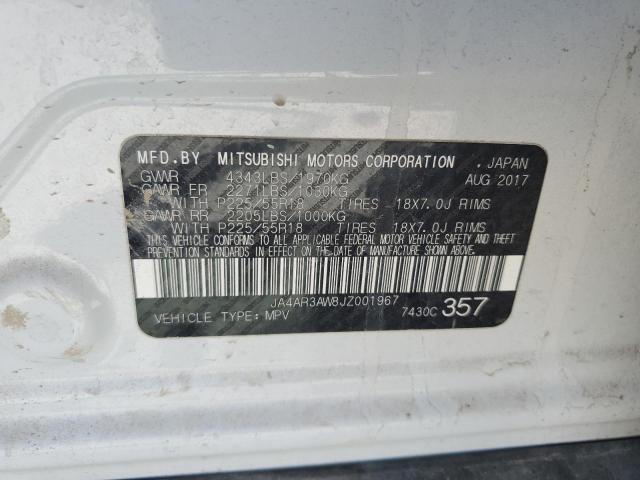 MFD.BY MITSUBISHI MOTORS CORPORATION , JAPAN
GVWR 4343LBS/1970KG AUG 2017
GAWR FR 2271LBS/1030KG
WITH P225/55R18 TIRES 18X7.0J RIMS
GAWR RR 2205LBS/1000KG
WITH P225/55R18 TIRES 18X7.0J RIMS
THIS VEHICLE CONFORMS TO ALL APPLICABLE FEDERAL MOTOR VEHICLE SAFETY AND THEFT
PREVENTION STANDARDS IN EFFECT ON THE DATE OF MANUFACTURE SHOWN ABOVE.
JA4AR3AW8JZ001967
VEHICLE TYPE: MPV 7430C 357